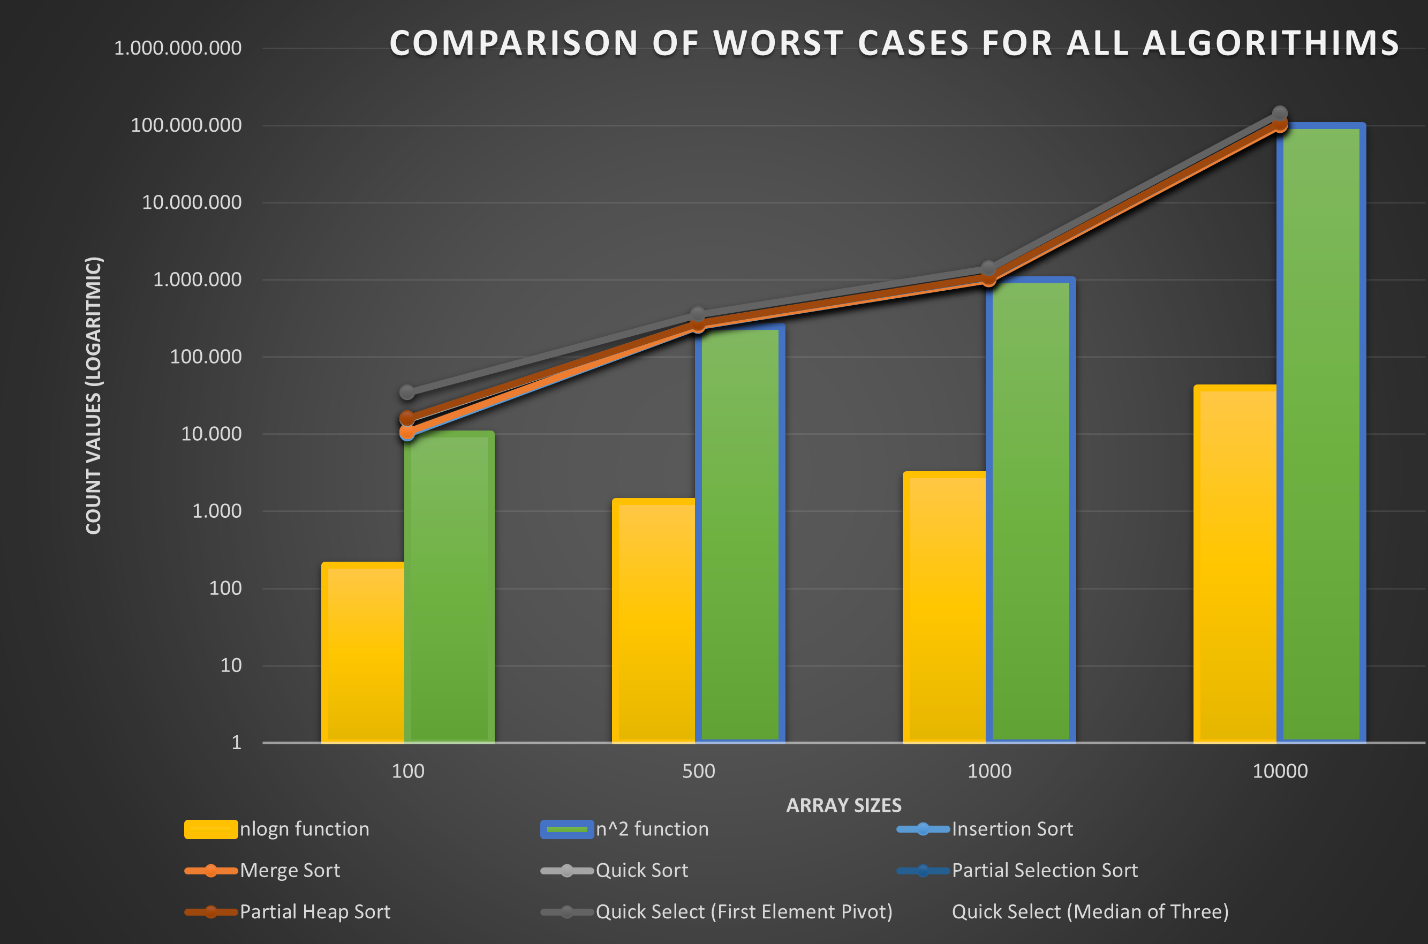 COMPARISON OF WORST CASES FOR ALL ALGORITHIMS
1.000.000.000
100.000.000
10.000.000
1.000.000
100.000
10.000
1.000
100
10
1
COUNT VALUES (LOGARITMIC)
100 500 1000 10000
ARRAY SIZES
nlogn function n^2 function Insertion Sort
Merge Sort Quick Sort Partial Selection Sort
Partial Heap Sort Quick Select (First Element Pivot) Quick Select (Median of Three)